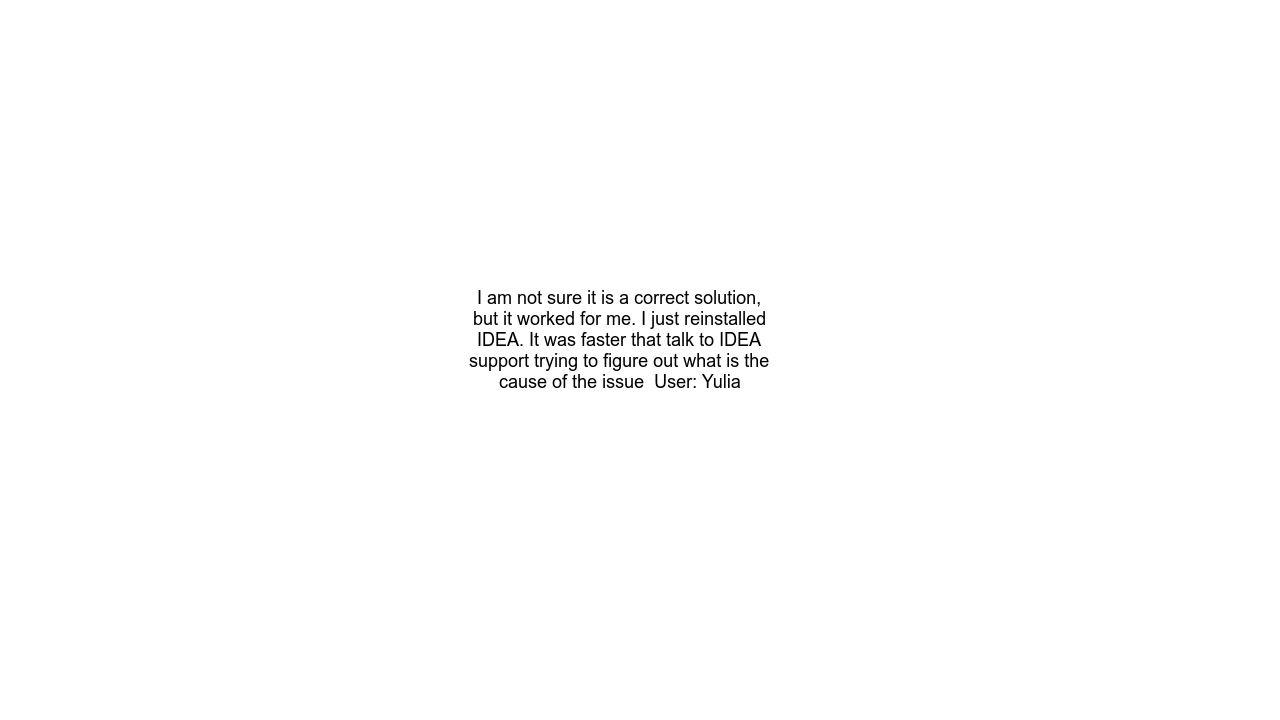 I am not sure it is a correct solution,
but it worked for me. I just reinstalled
IDEA. It was faster that talk to IDEA
support trying to figure out what is the
cause of the issue  User: Yulia